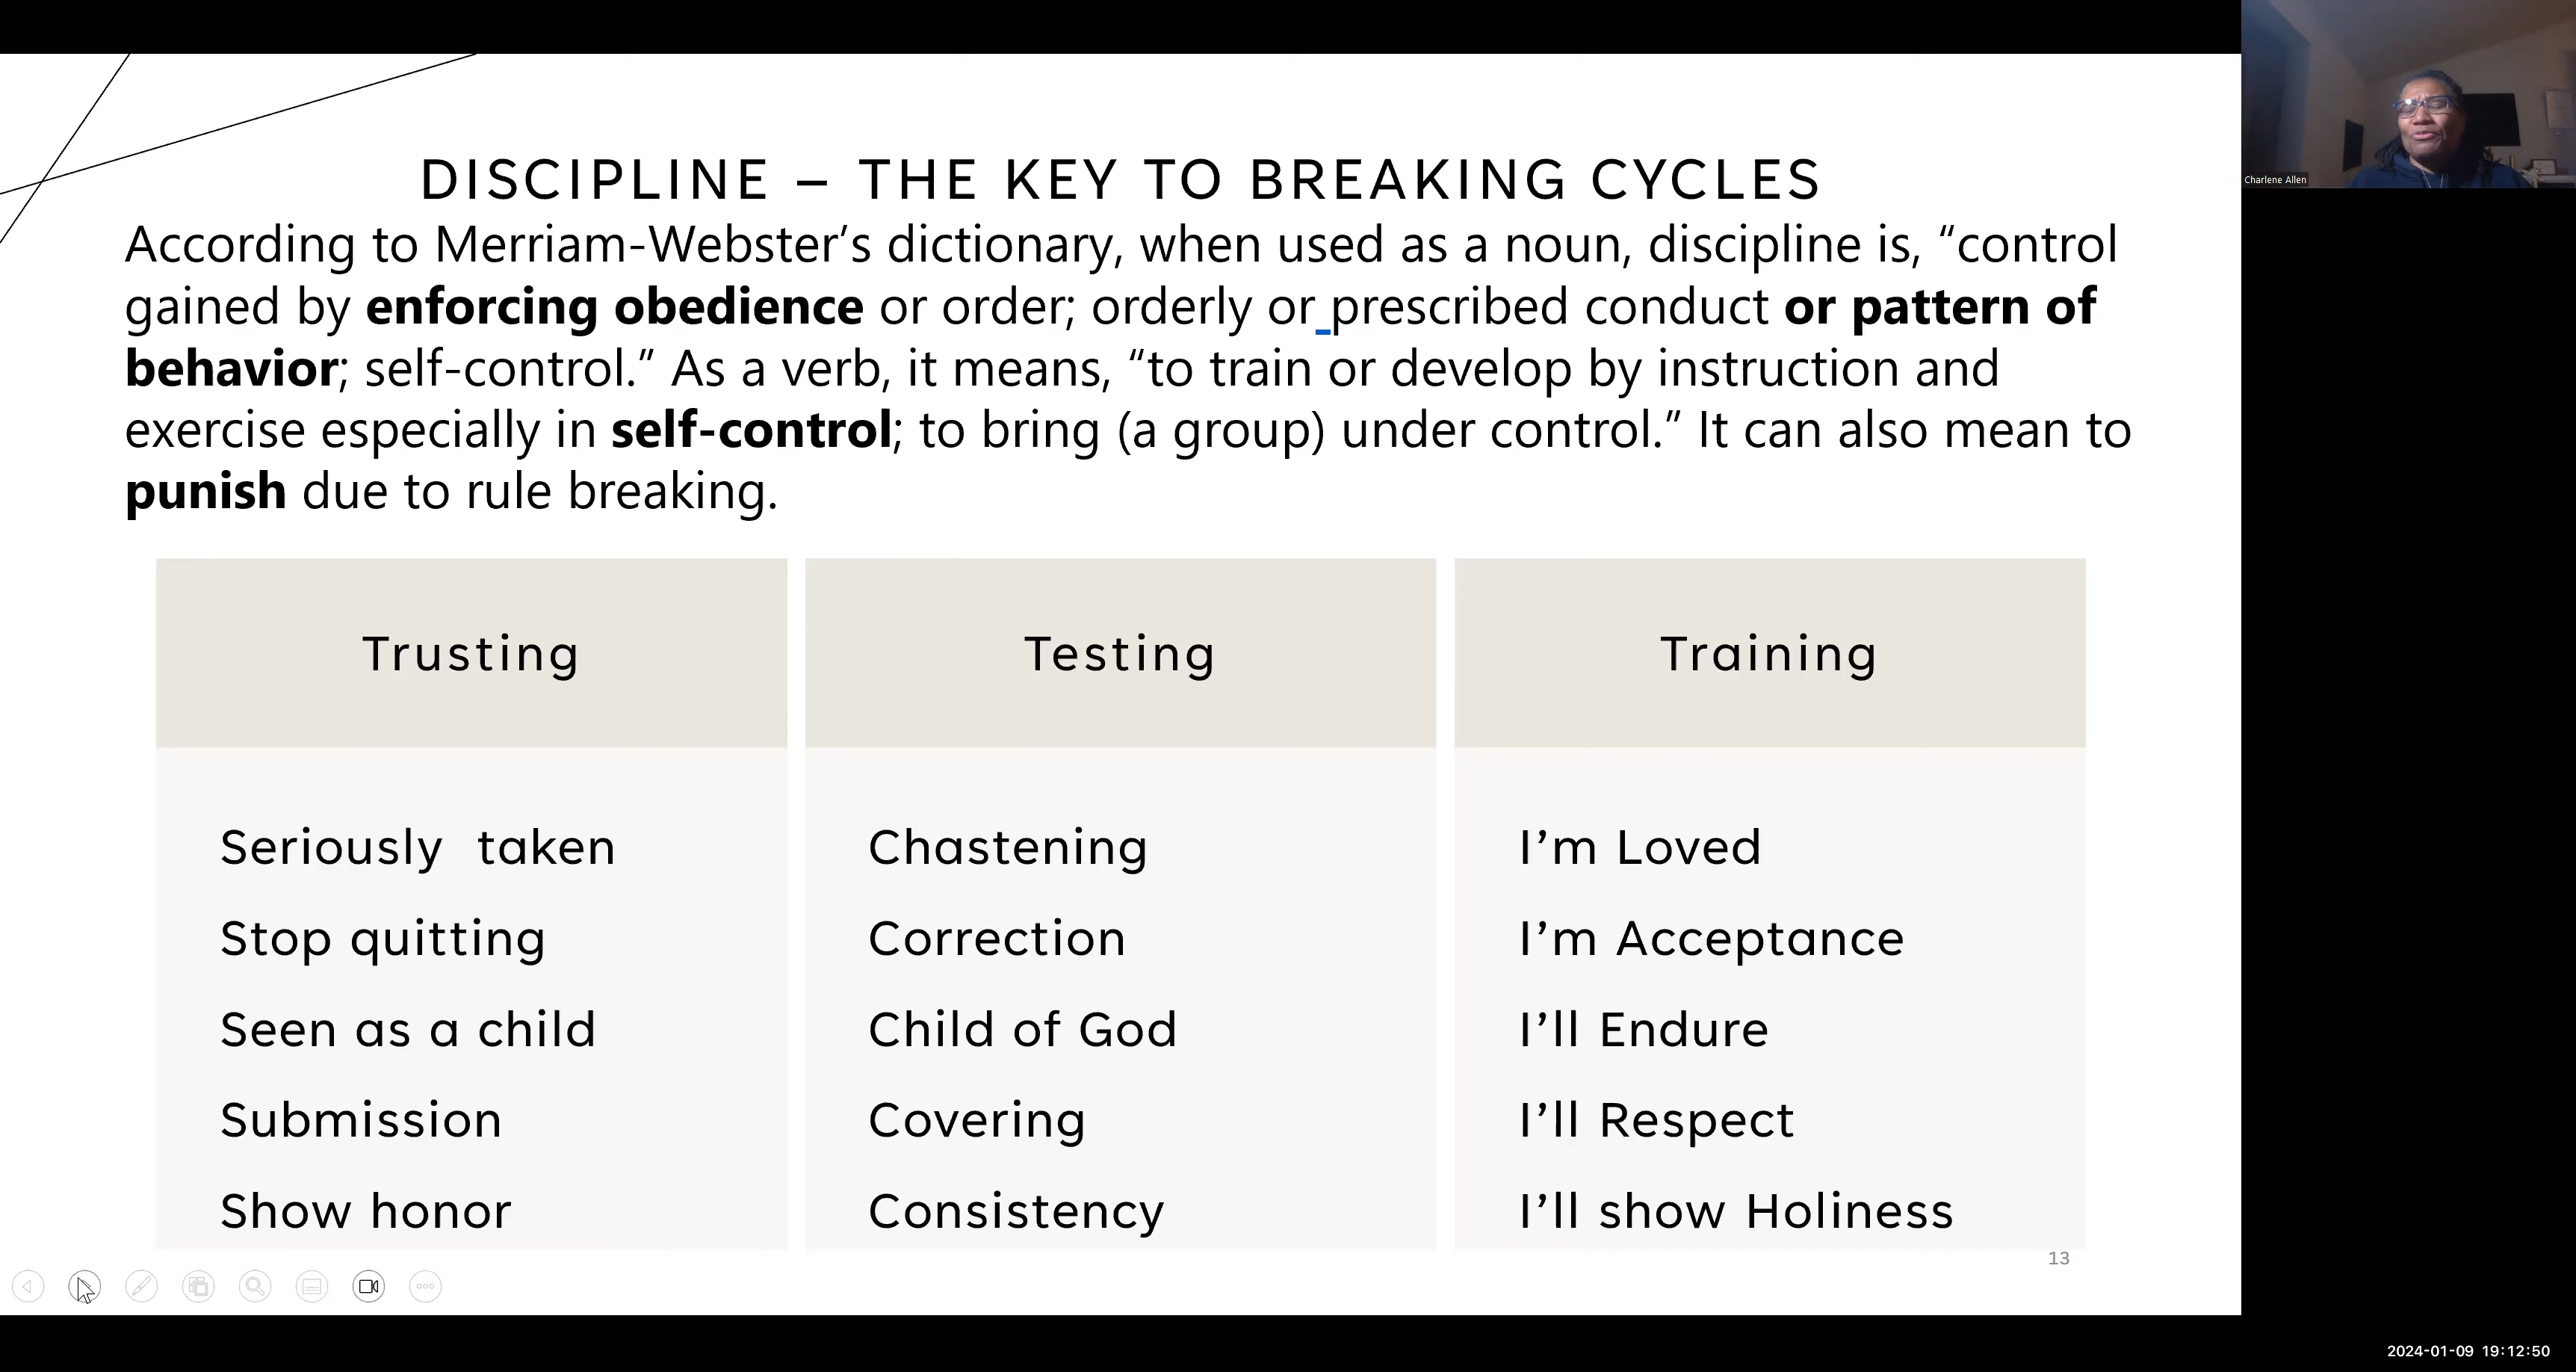 DISCIPLINE – THE KEY TO BREAKING CYCLES
According to Merriam-Webster’s dictionary, when used as a noun, discipline is, “control
gained by enforcing obedience or order; orderly or prescribed conduct or pattern of
behavior; self-control.” As a verb, it means, “to train or develop by instruction and
exercise especially in self-control; to bring (a group) under control.” It can also mean to
punish due to rule breaking.
Trusting
Seriously  taken
Stop quitting
Seen as a child
Submission
Show honor
Testing
Chastening
Correction
Child of God
Covering
Consistency
Training
I’m Loved
I’m Acceptance
I’ll Endure
I’ll Respect
I’ll show Holiness
13
Charlene Allen
2024-01-09 19:12:50